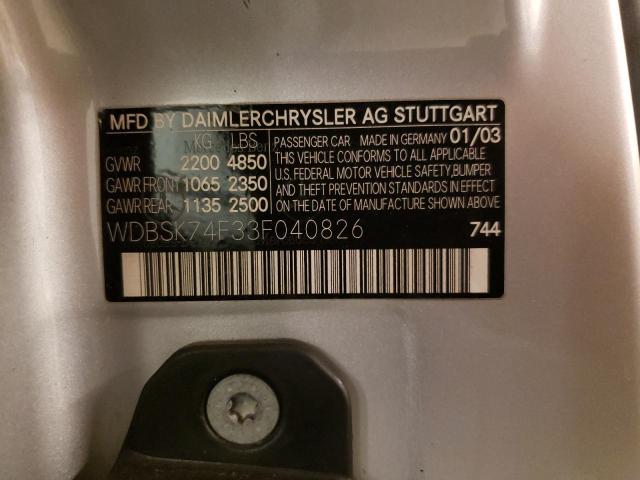 MFD BY DAIMLERCHRYSLER AG STUTTGART
KG LBS
GVWR 2200 4850
GAWR FRONT 1065 2350
GAWR REAR 1135 2500
PASSENGER CAR MADE IN GERMANY 01/03
THIS VEHICLE CONFORMS TO ALL APPLICABLE
U.S. FEDERAL MOTOR VEHICLE SAFETY, BUMPER
AND THEFT PREVENTION STANDARDS IN EFFECT
ON THE DATE OF MANUFACTURE SHOWN ABOVE
WDBSK74F33F040826 744